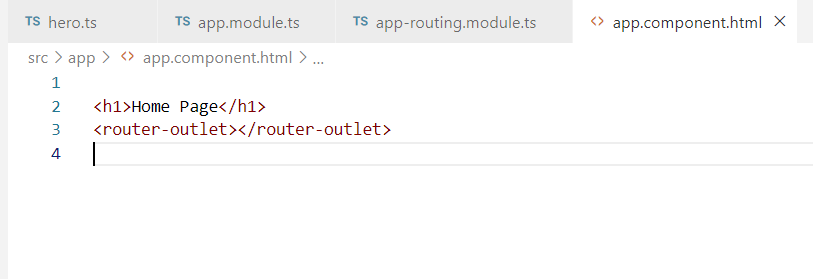 TS hero.ts TS app.module.ts TS app-routing.module.ts <> app.component.html ×
src > app > <> app.component.html > ...
1
2 <h1>Home Page</h1>
3 <router-outlet></router-outlet>
4